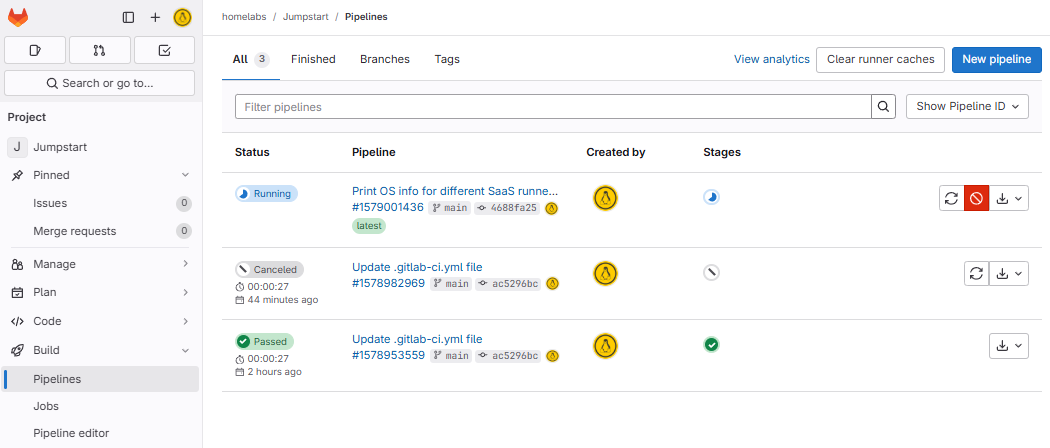 homelabs / Jumpstart / Pipelines
Search or go to...
Project
J Jumpstart
Pinned
Issues 0
Merge requests 0
Manage
Plan
Code
Build
Pipelines
Jobs
Pipeline editor
All 3 Finished Branches Tags
View analytics Clear runner caches New pipeline
Filter pipelines
Show Pipeline ID
Status Pipeline Created by Stages
Running
Print OS info for different SaaS runne...
#1579001436 main 4688fa25
latest
Canceled
00:00:27
44 minutes ago
Update .gitlab-ci.yml file
#1578982969 main ac5296bc
Passed
00:00:27
2 hours ago
Update .gitlab-ci.yml file
#1578953559 main ac5296bc